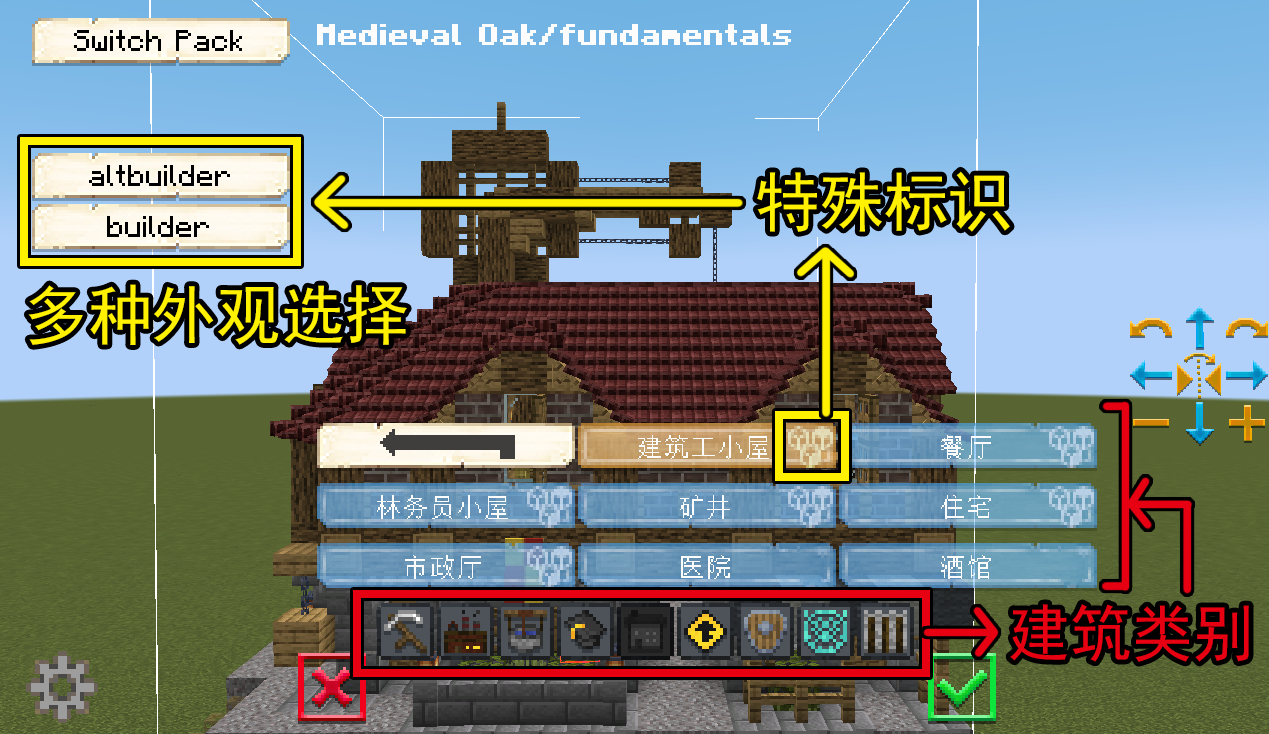 Switch Pack
Medieval Oak/fundamentals
altbuilder
builder
特殊标识
多种外观选择
建筑工小屋
餐厅
林务员小屋
矿井
住宅
市政厅
医院
酒馆
建筑类别